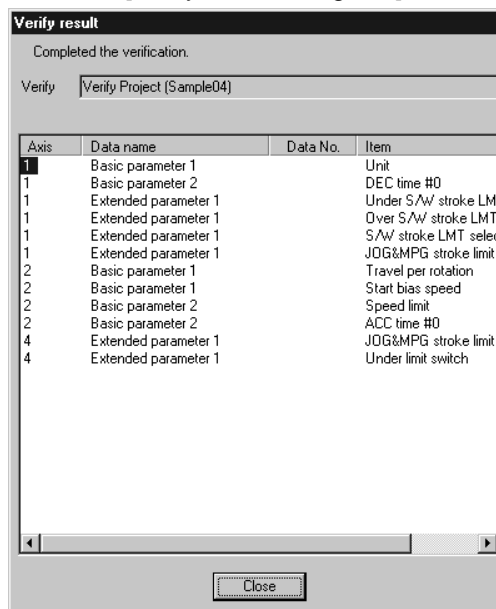 Verify result
Completed the verification.
Verify Verify Project (Sample04)
Axis Data name Data No. Item
1 Basic parameter 1 Unit
1 Basic parameter 2 DEC time #0
1 Extended parameter 1 Under S/W stroke LM
1 Extended parameter 1 Over S/W stroke LMT
1 Extended parameter 1 S/W stroke LMT selec
1 Extended parameter 1 JOG&MPG stroke limit
2 Basic parameter 1 Travel per rotation
2 Basic parameter 1 Start bias speed
2 Basic parameter 2 Speed limit
2 Basic parameter 2 ACC time #0
4 Extended parameter 1 JOG&MPG stroke limit
4 Extended parameter 1 Under limit switch
Close